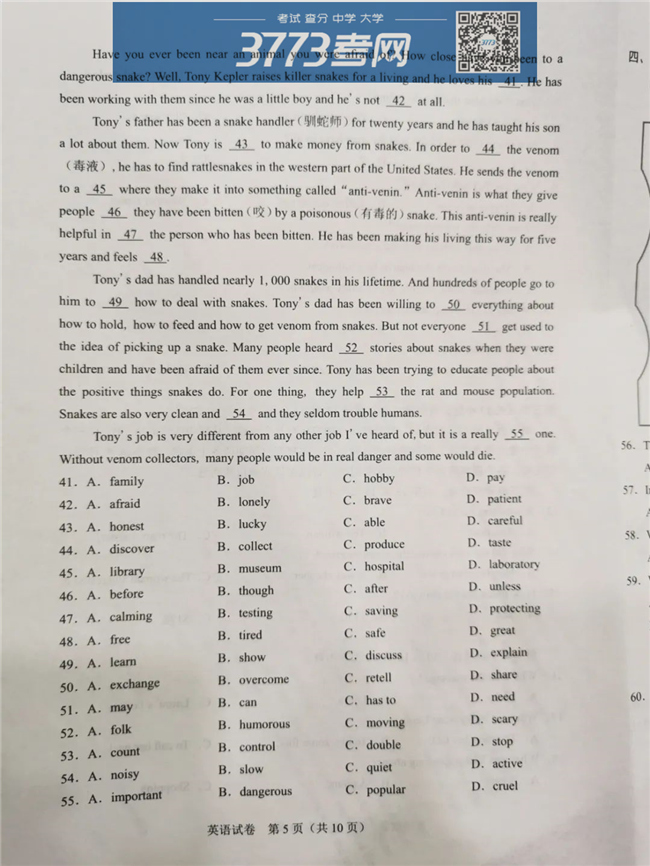 考试 查分 中学 大学
3773考网
3773
四、
Have you ever been near an animal you were afraid of? How close have you been to a
dangerous snake? Well, Tony Kepler raises killer snakes for a living and he loves his 41 . He has
been working with them since he was a little boy and he's not 42 at all.
Tony's father has been a snake handler (驯蛇师) for twenty years and he has taught his son
a lot about them. Now Tony is 43 to make money from snakes. In order to 44 the venom
(毒液) , he has to find rattlesnakes in the western part of the United States. He sends the venom
to a 45 where they make it into something called “anti-venin.” Anti-venin is what they give
people 46 they have been bitten (咬) by a poisonous (有毒的) snake. This anti-venin is really
helpful in 47 the person who has been bitten. He has been making his living this way for five
years and feels 48 .
Tony's dad has handled nearly 1, 000 snakes in his lifetime. And hundreds of people go to
him to 49 how to deal with snakes. Tony's dad has been willing to 50 everything about
how to hold, how to feed and how to get venom from snakes. But not everyone 51 get used to
the idea of picking up a snake. Many people heard 52 stories about snakes when they were
children and have been afraid of them ever since. Tony has been trying to educate people about
the positive things snakes do. For one thing, they help 53 the rat and mouse population.
Snakes are also very clean and 54 and they seldom trouble humans.
Tony's job is very different from any other job I've heard of, but it is a really 55 one.
Without venom collectors, many people would be in real danger and some would die.
41. A. family B. job C. hobby D. pay
42. A. afraid B. lonely C. brave D. patient
43. A. honest B. lucky C. able D. careful
44. A. discover B. collect C. produce D. taste
45. A. library B. museum C. hospital D. laboratory
46. A. before B. though C. after D. unless
47. A. calming B. testing C. saving D. protecting
48. A. free B. tired C. safe D. great
49. A. learn B. show C. discuss D. explain
50. A. exchange B. overcome C. retell D. share
51. A. may B. can C. has to D. need
52. A. folk B. humorous C. moving D. scary
53. A. count B. control C. double D. stop
54. A. noisy B. slow C. quiet D. active
55. A. important B. dangerous C. popular D. cruel
英语试卷 第 5 页（共 10 页）
56. T
A
57. I
A
58.
59.
60.